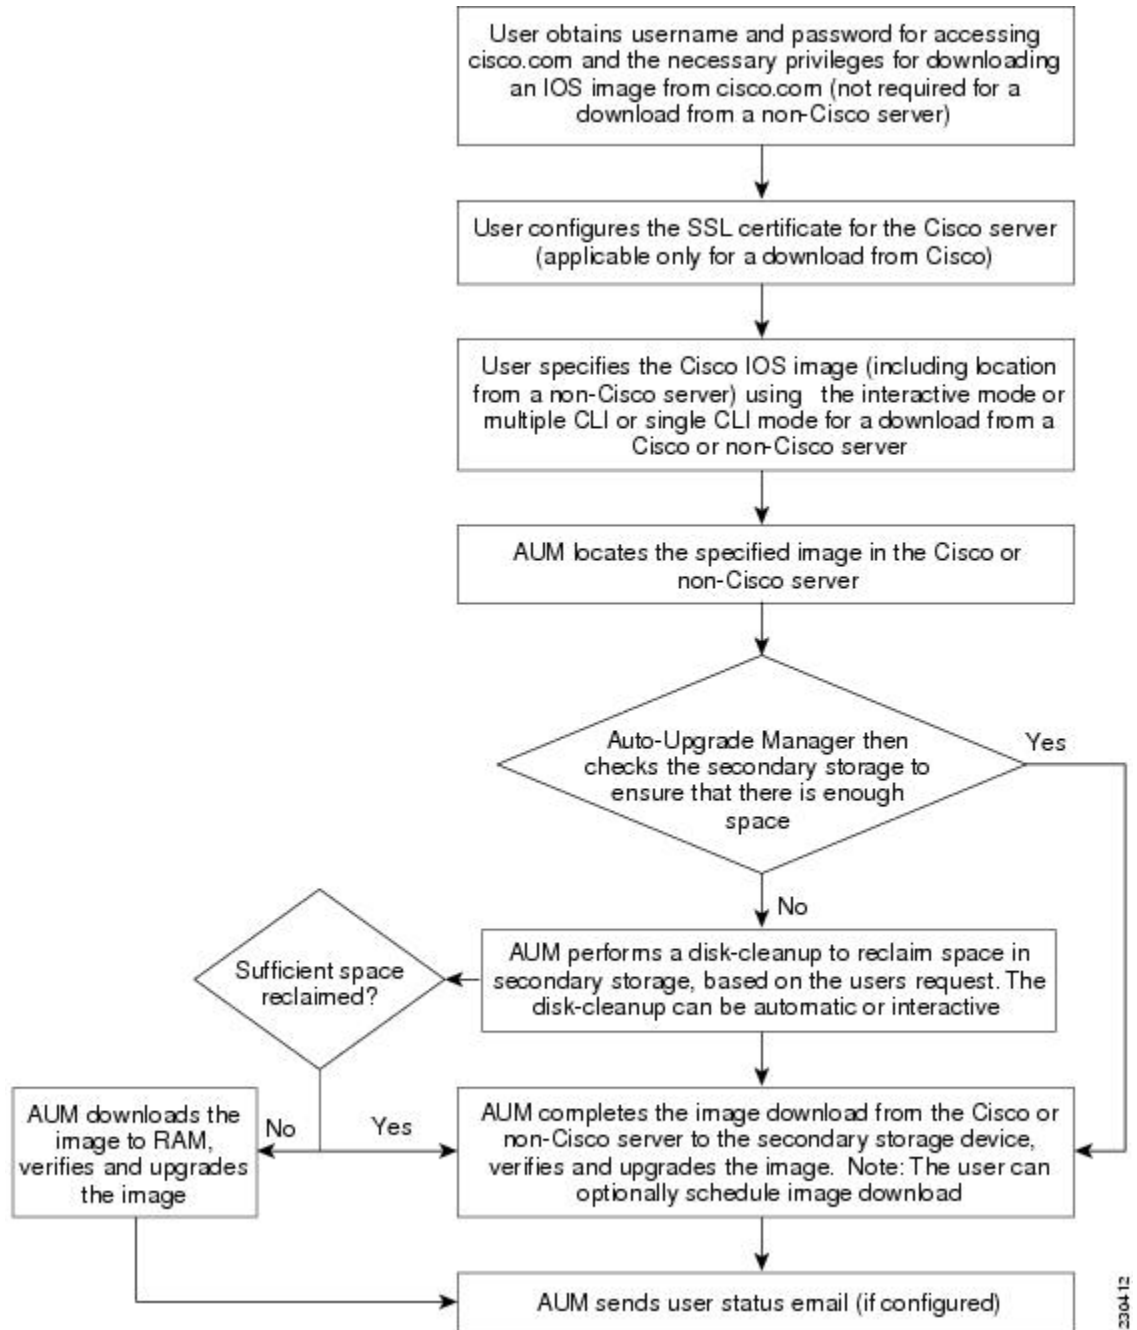 User obtains username and password for accessing
cisco.com and the necessary privileges for downloading
an IOS image from cisco.com (not required for a
download from a non-Cisco server)
User configures the SSL certificate for the Cisco server
(applicable only for a download from Cisco)
User specifies the Cisco IOS image (including location
from a non-Cisco server) using the interactive mode or
multiple CLI or single CLI mode for a download from a
Cisco or non-Cisco server
AUM locates the specified image in the Cisco or
non-Cisco server
Auto-Upgrade Manager then
checks the secondary storage to
ensure that there is enough
space
Yes
No
AUM performs a disk-cleanup to reclaim space in
secondary storage, based on the users request. The
disk-cleanup can be automatic or interactive
Sufficient space
reclaimed?
AUM downloads the
image to RAM,
verifies and upgrades
the image
No
Yes
AUM completes the image download from the Cisco or
non-Cisco server to the secondary storage device,
verifies and upgrades the image. Note: The user can
optionally schedule image download
AUM sends user status email (if configured)
230412